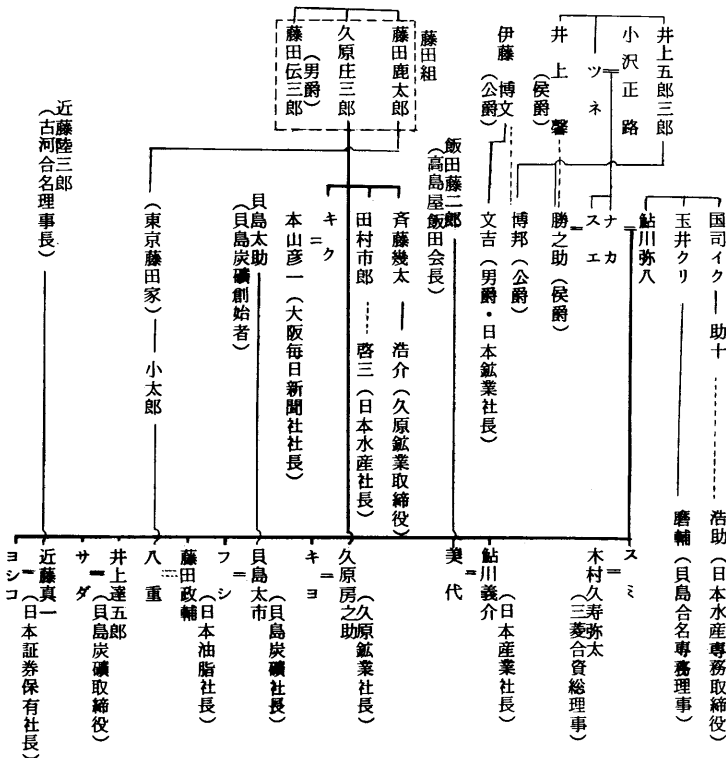 井上五郎三郎
小沢正路
ツネ
井上馨
（侯爵）
伊藤博文
（公爵）
藤田組
藤田鹿太郎
久原庄三郎
藤田伝三郎
（男爵）
国司イク
助十
浩助（日本水産専務取締役）
玉井クリ
磨輔（貝島合名専務理事）
鮎川弥八
ナカ
スエ
勝之助（侯爵）
博邦（公爵）
文吉（男爵・日本鉱業社長）
飯田藤二郎
（高島屋飯田会長）
斉藤幾太
浩介（久原鉱業取締役）
田村市郎
啓三（日本水産社長）
キク
本山彦一（大阪毎日新聞社社長）
貝島太助
（貝島炭礦創始者）
（東京藤田家）
小太郎
近藤陸三郎
（古河合名理事長）
スミ
木村久寿弥太
（三菱合資総理事）
鮎川義介
（日本産業社長）
美代
久原房之助
（久原鉱業社長）
キヨ
貝島太市
（貝島炭礦社長）
フシ
藤田政輔
（日本油脂社長）
八重
井上達五郎
（貝島炭礦取締役）
サダ
近藤真一
（日本証券保有社長）
ヨシコ